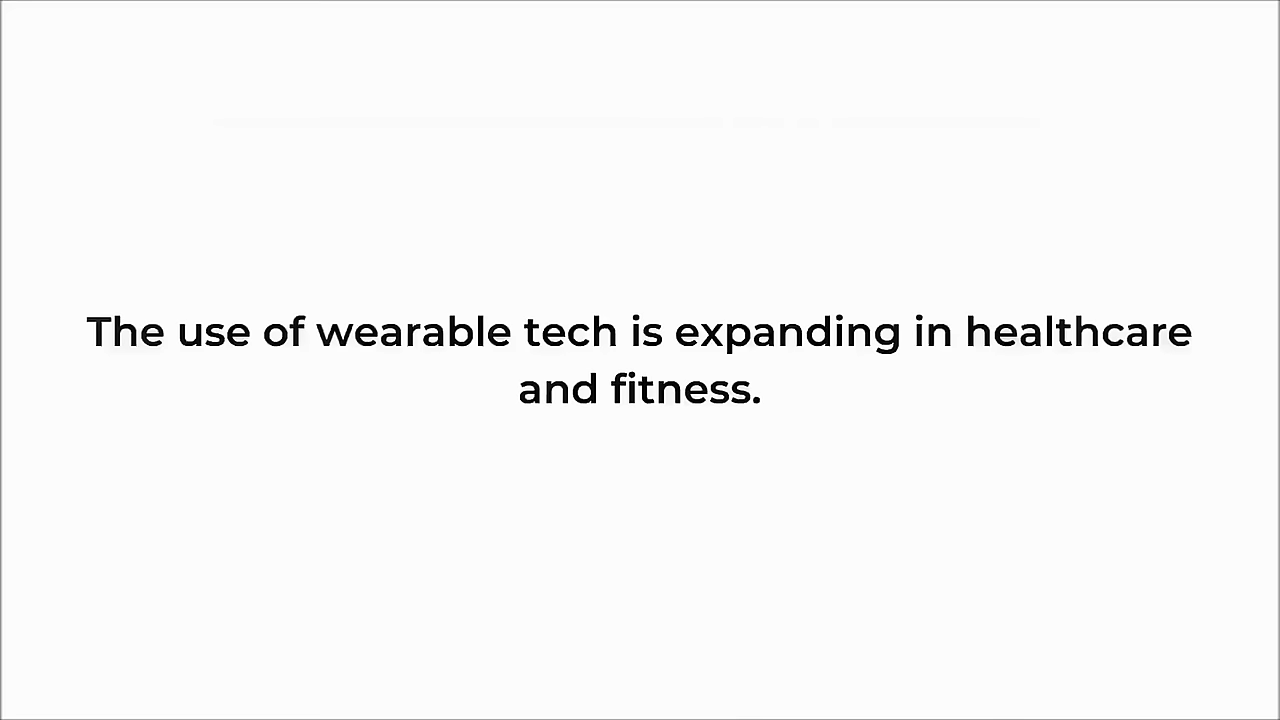 The use of wearable tech is expanding in healthcare
and fitness.